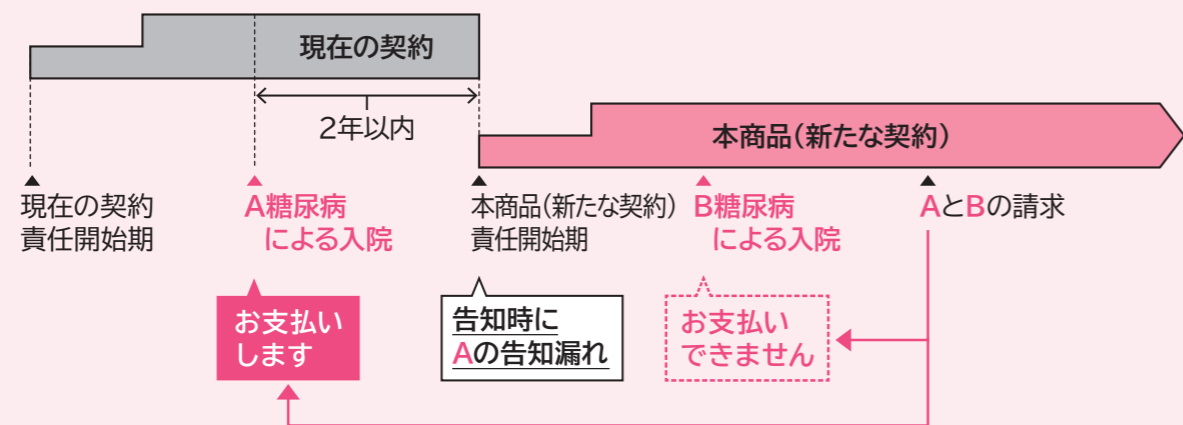 現在の契約
2年以内
本商品(新たな契約)
現在の契約
責任開始期
A糖尿病
による入院
本商品(新たな契約)
責任開始期
B糖尿病
による入院
AとBの請求
お支払い
します
告知時に
Aの告知漏れ
お支払い
できません